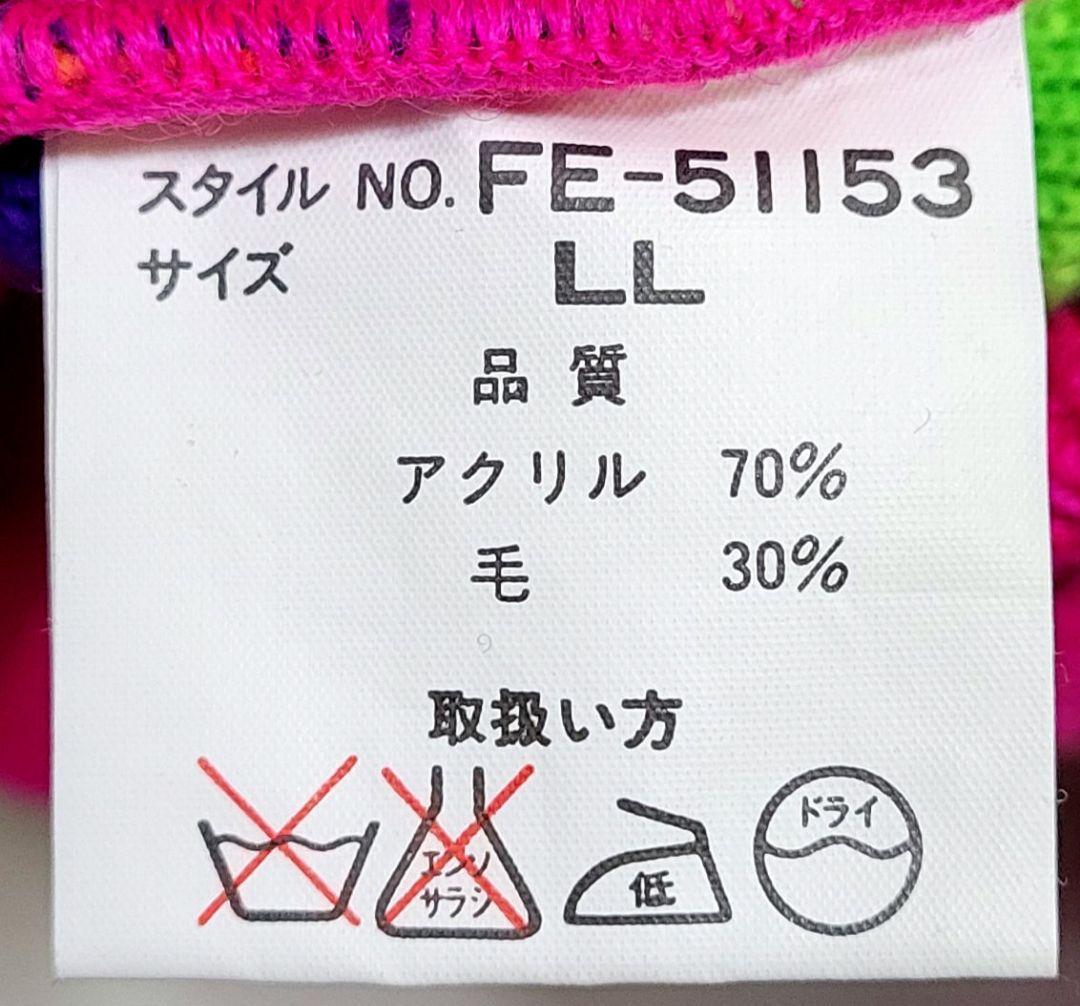 スタイル NO. FE-51153
サイズ LL
品質
アクリル 70%
毛 30%
取扱い方
エンソ
サラシ
低
ドライ